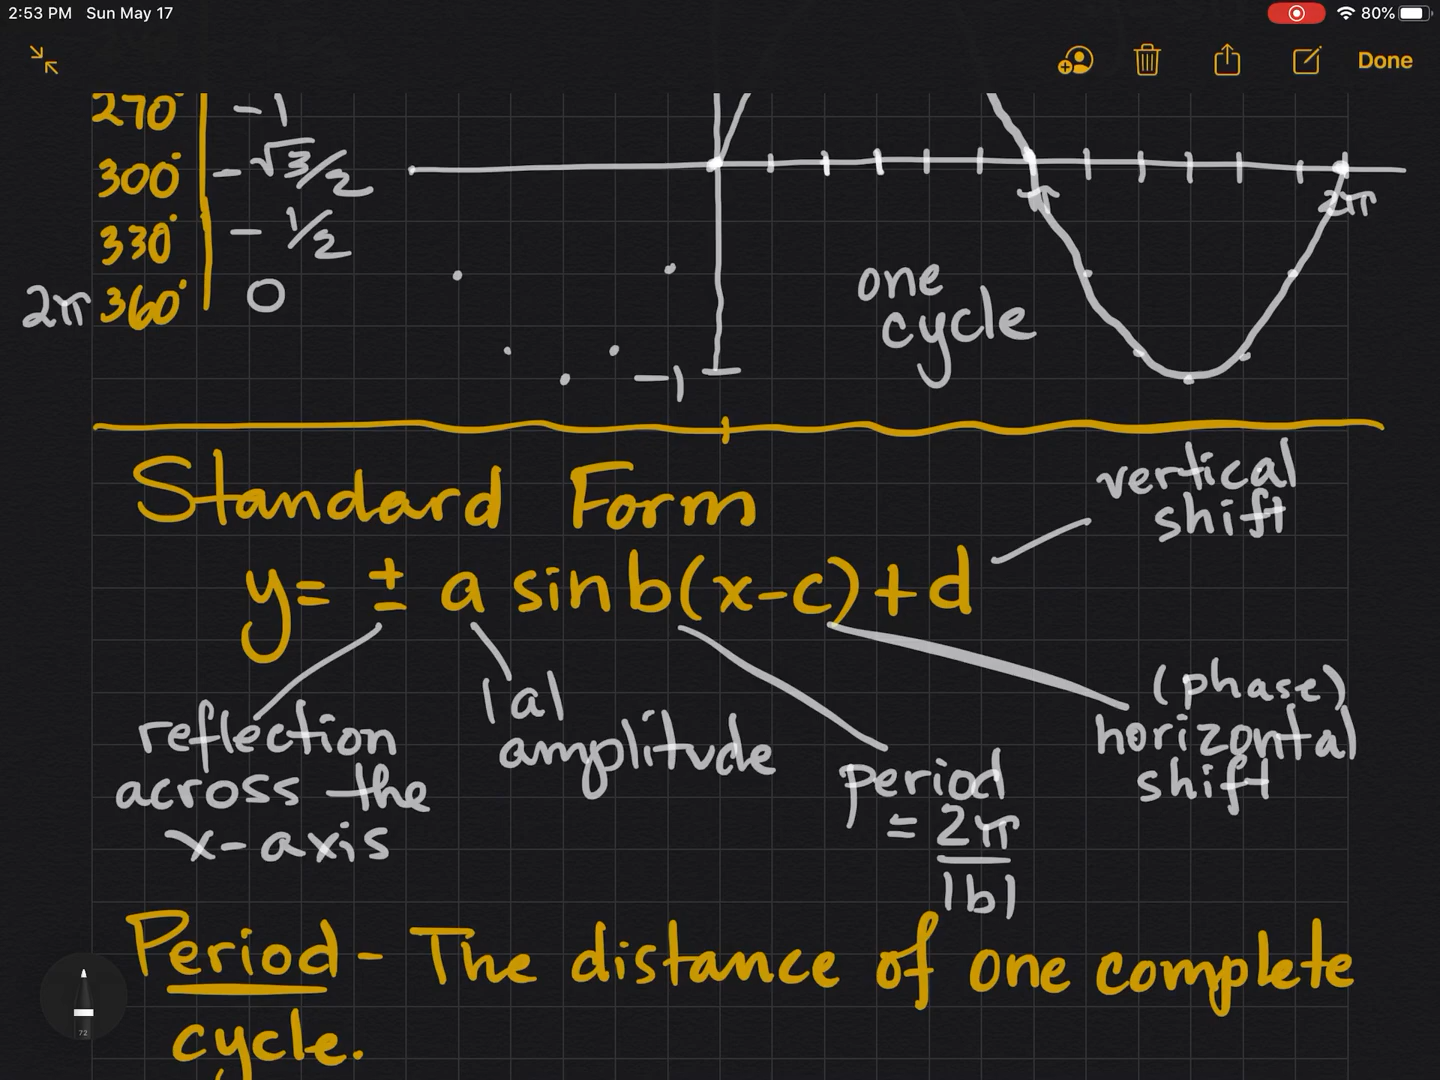 2:53 PM Sun May 17
80%
Done
270° - 1
300° - √3/2
330° - 1/2
2π 360° 0
π
2π
one
cycle
-1
Standard Form
vertical
shift
y= ± a sin b(x-c)+d
reflection
across the
x-axis
|a|
amplitude
period
= 2π
|b|
(phase)
horizontal
shift
Period - The distance of one complete
cycle.
72